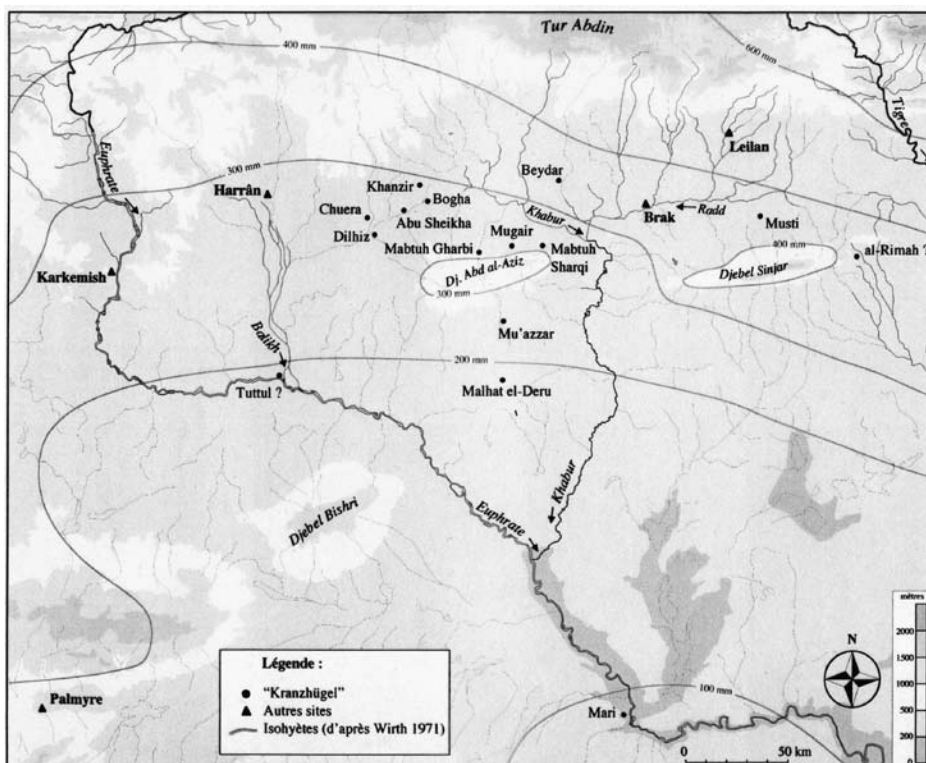 Tur Abdin
400 mm
600 mm
Tigre
Euphrate
Leilan
300 mm
Harrân
Khanzir
Beydar
Bogha
Chuera
Abu Sheikha
Khabur
Brak
Radd
Musti
Dilhiz
Mugair
Mabtuh Gharbi
Mabtuh
Sharqi
400 mm
al-Rimah ?
Karkemish
Dj. Abd al-Aziz
Djebel Sinjar
300 mm
Mu'azzar
Balikh
200 mm
Tuttul ?
Malhat el-Deru
Djebel Bishri
Euphrate
Khabur
mètres
2000
1500
1000
500
200
0
N
Légende :
"Kranzhügel"
Autres sites
Isohyètes (d'après Wirth 1971)
Palmyre
100 mm
Mari
0 50 km